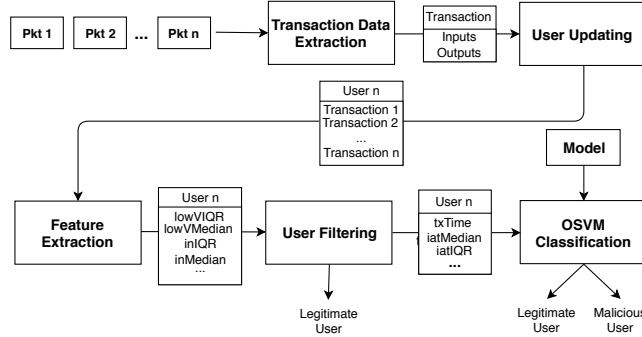 Pkt 1
Pkt 2
...
Pkt n
Transaction Data
Extraction
Transaction
Inputs
Outputs
User Updating
User n
Transaction 1
Transaction 2
...
Transaction n
Model
Feature
Extraction
User n
lowVIQR
lowVMedian
inIQR
inMedian
...
User Filtering
User n
txTime
iatMedian
iatIQR
...
OSVM
Classification
Legitimate
User
Legitimate
User
Malicious
User